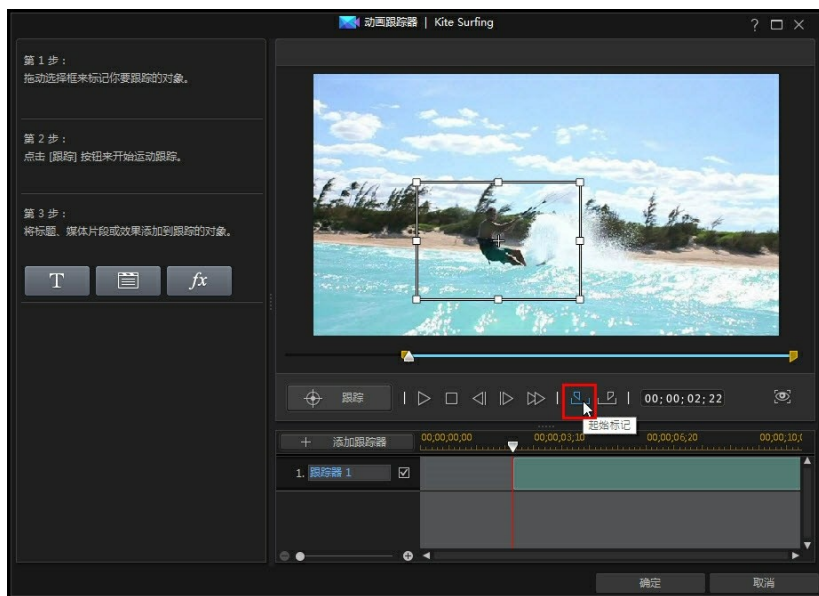 动画跟踪器 | Kite Surfing
第 1 步：
拖动选择框来标记你要跟踪的对象。
第 2 步：
点击 [跟踪] 按钮来开始运动跟踪。
第 3 步：
将标题、媒体片段或效果添加到跟踪的对象。
T
fx
跟踪
00;00;02;22
起始标记
添加跟踪器
00;00;00;00
00;00;03;10
00;00;06;20
1. 跟踪器 1
确定
取消